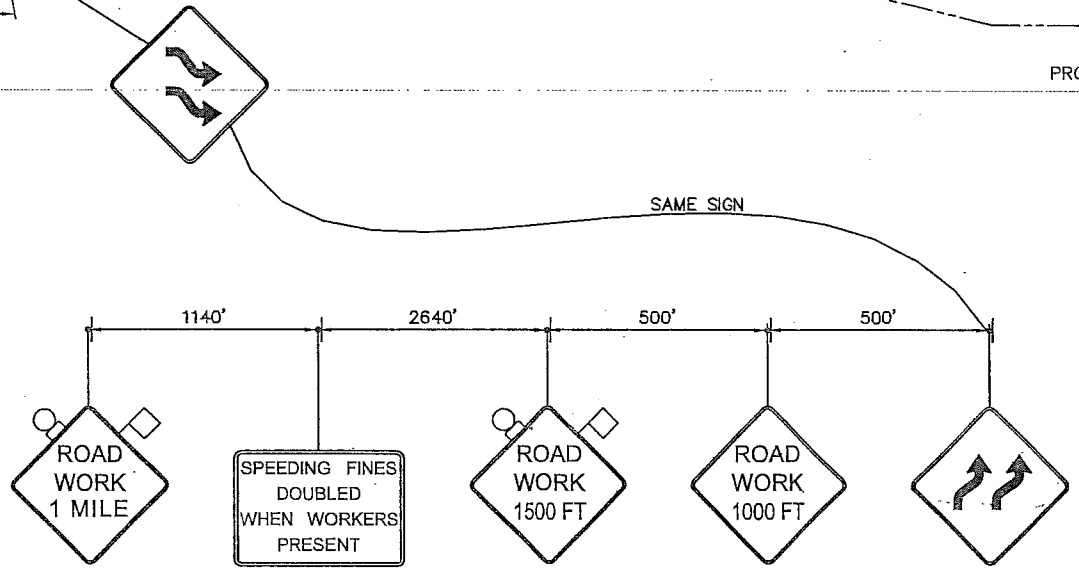 PRO
SAME SIGN
1140'
2640'
500'
500'
ROAD
WORK
1 MILE
SPEEDING FINES
DOUBLED
WHEN WORKERS
PRESENT
ROAD
WORK
1500 FT
ROAD
WORK
1000 FT